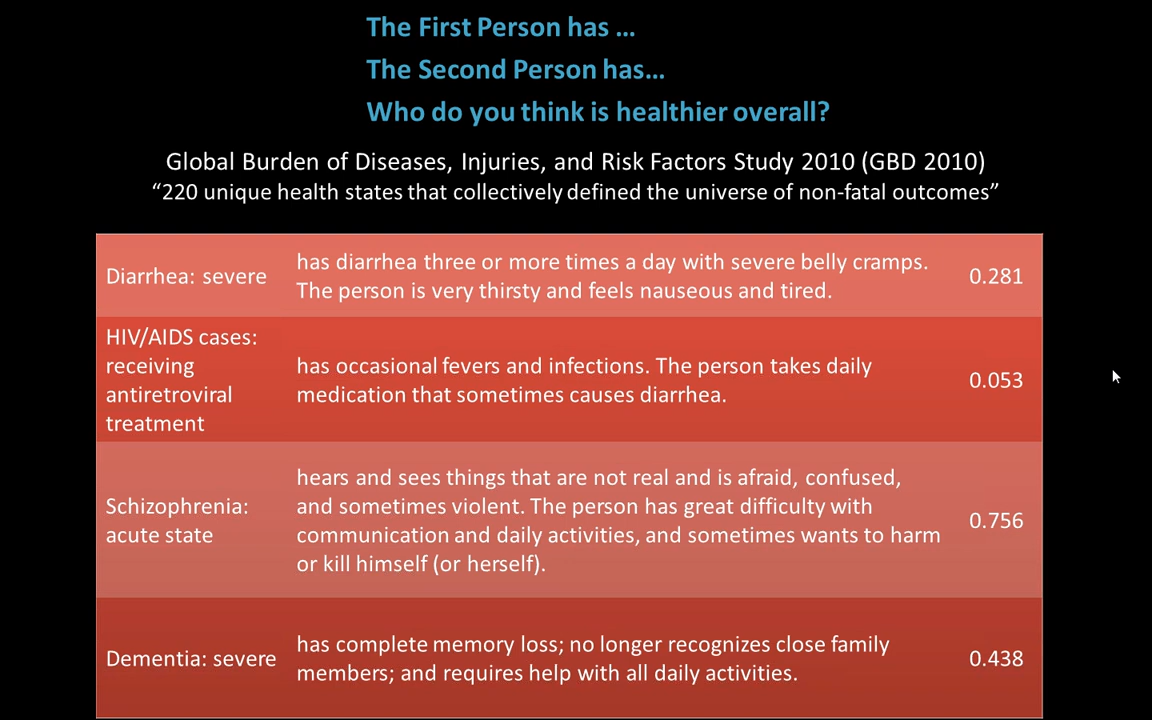 The First Person has ...
The Second Person has...
Who do you think is healthier overall?
Global Burden of Diseases, Injuries, and Risk Factors Study 2010 (GBD 2010)
“220 unique health states that collectively defined the universe of non-fatal outcomes”
Diarrhea: severe
has diarrhea three or more times a day with severe belly cramps.
The person is very thirsty and feels nauseous and tired.
0.281
HIV/AIDS cases:
receiving
antiretroviral
treatment
has occasional fevers and infections. The person takes daily
medication that sometimes causes diarrhea.
0.053
Schizophrenia:
acute state
hears and sees things that are not real and is afraid, confused,
and sometimes violent. The person has great difficulty with
communication and daily activities, and sometimes wants to harm
or kill himself (or herself).
0.756
Dementia: severe
has complete memory loss; no longer recognizes close family
members; and requires help with all daily activities.
0.438